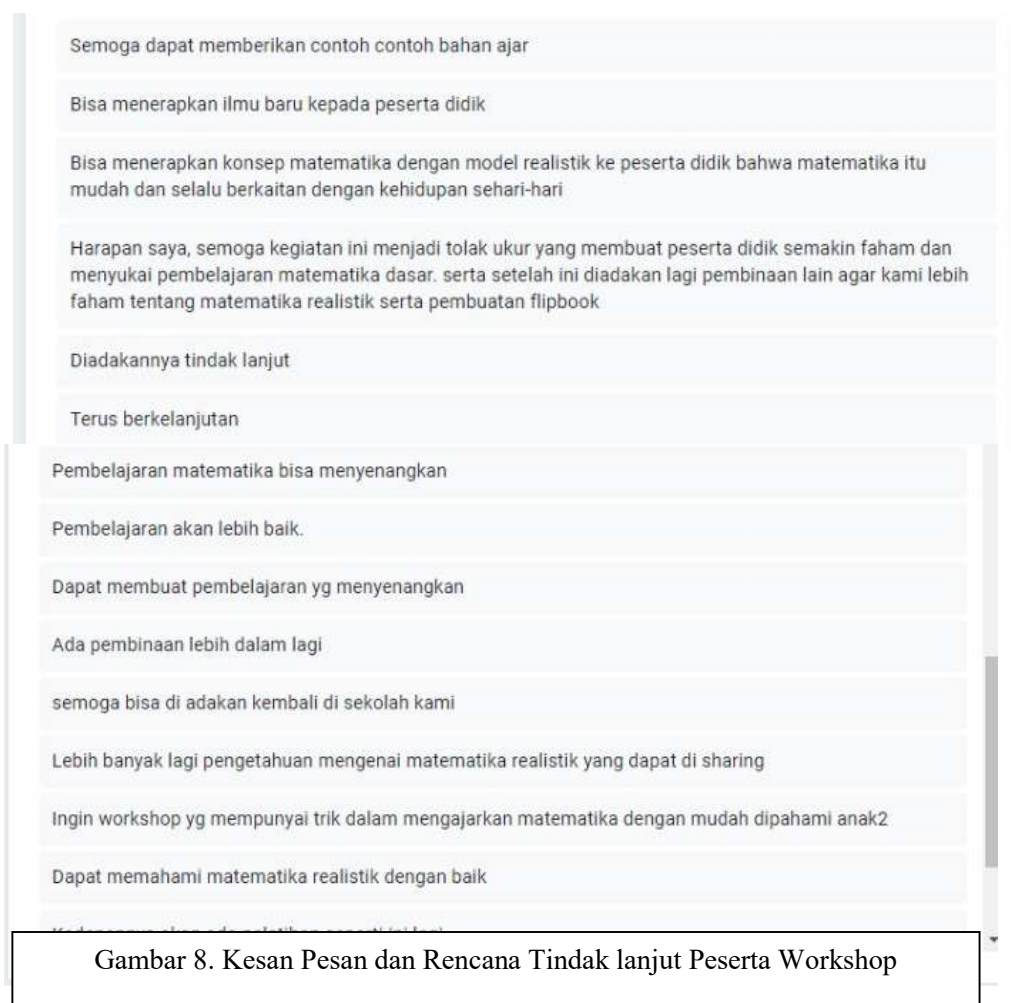 Semoga dapat memberikan contoh contoh bahan ajar
Bisa menerapkan ilmu baru kepada peserta didik
Bisa menerapkan konsep matematika dengan model realistik ke peserta didik bahwa matematika itu
mudah dan selalu berkaitan dengan kehidupan sehari-hari
Harapan saya, semoga kegiatan ini menjadi tolak ukur yang membuat peserta didik semakin faham dan
menyukai pembelajaran matematika dasar. serta setelah ini diadakan lagi pembinaan lain agar kami lebih
faham tentang matematika realistik serta pembuatan flipbook
Diadakannya tindak lanjut
Terus berkelanjutan
Pembelajaran matematika bisa menyenangkan
Pembelajaran akan lebih baik.
Dapat membuat pembelajaran yg menyenangkan
Ada pembinaan lebih dalam lagi
semoga bisa di adakan kembali di sekolah kami
Lebih banyak lagi pengetahuan mengenai matematika realistik yang dapat di sharing
Ingin workshop yg mempunyai trik dalam mengajarkan matematika dengan mudah dipahami anak2
Dapat memahami matematika realistik dengan baik
Gambar 8. Kesan Pesan dan Rencana Tindak lanjut Peserta Workshop